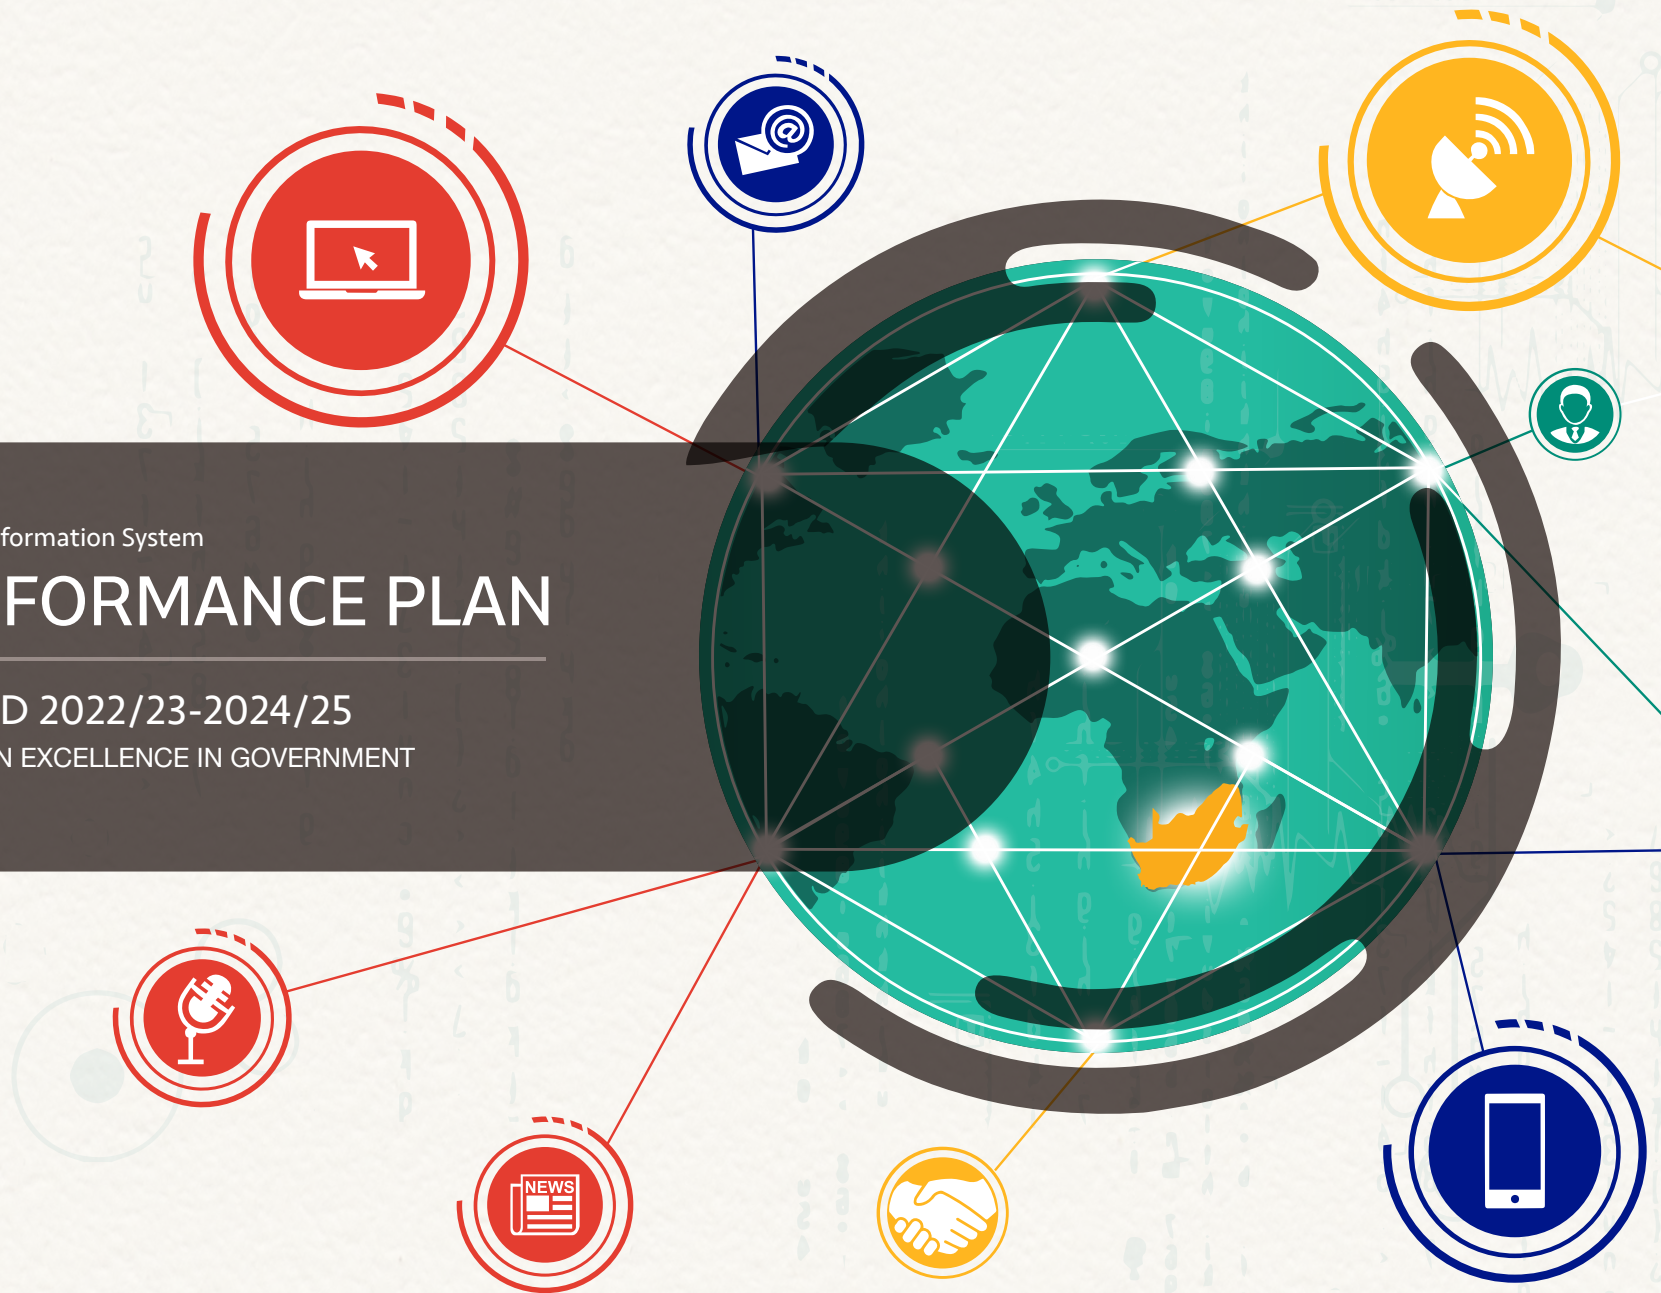 formation System
FORMANCE PLAN
D 2022/23-2024/25
N EXCELLENCE IN GOVERNMENT
@
NEWS